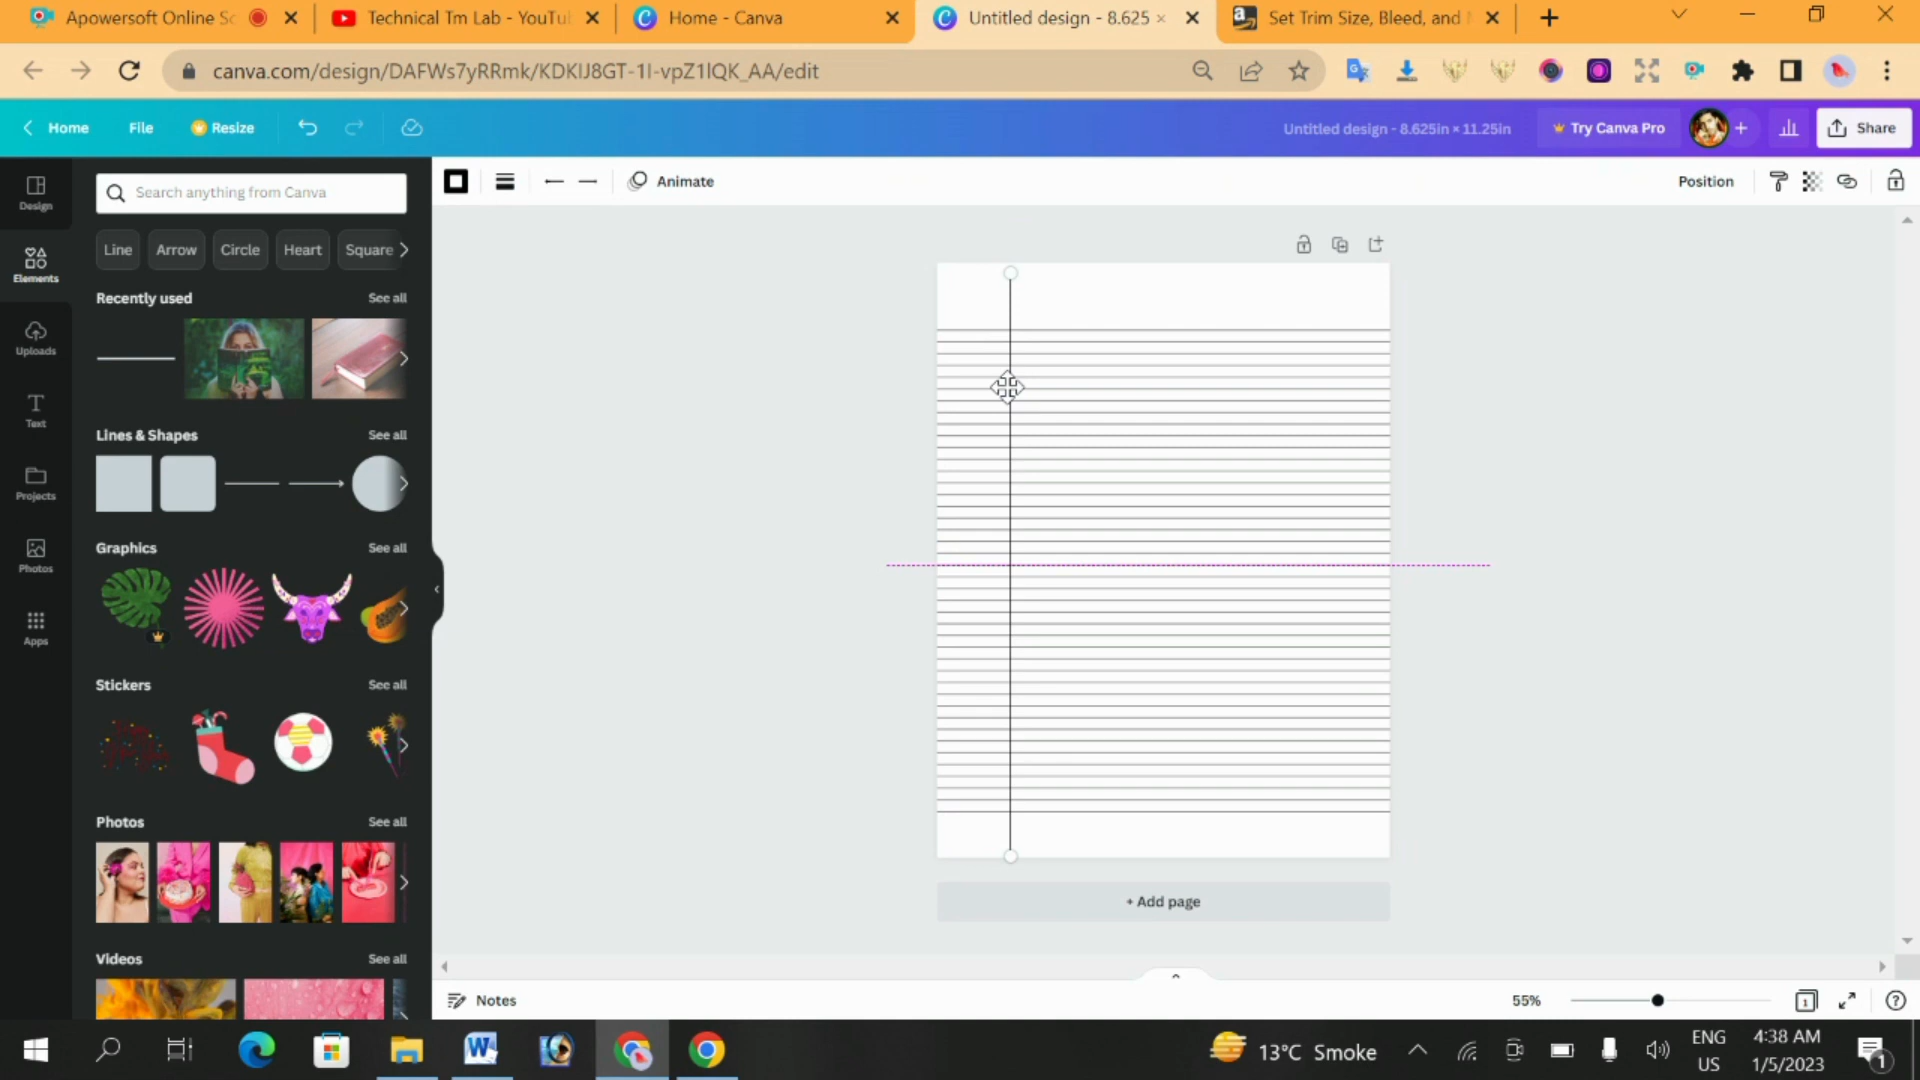 Apowersoft Online Sc
Technical Tm Lab - YouTu
Home - Canva
Untitled design - 8.625
Set Trim Size, Bleed, and
canva.com/design/DAFWs7yRRmk/KDKIJ8GT-1I-vpZ1IQK_AA/edit
Home
File
Resize
Untitled design - 8.625in × 11.25in
Try Canva Pro
Share
Design
Elements
Uploads
Text
Projects
Photos
Apps
Search anything from Canva
Line
Arrow
Circle
Heart
Square
Recently used
See all
Lines & Shapes
See all
Graphics
See all
Stickers
See all
Photos
See all
Videos
See all
Animate
Position
+ Add page
Notes
55%
1
13°C Smoke
ENG
US
4:38 AM
1/5/2023
1